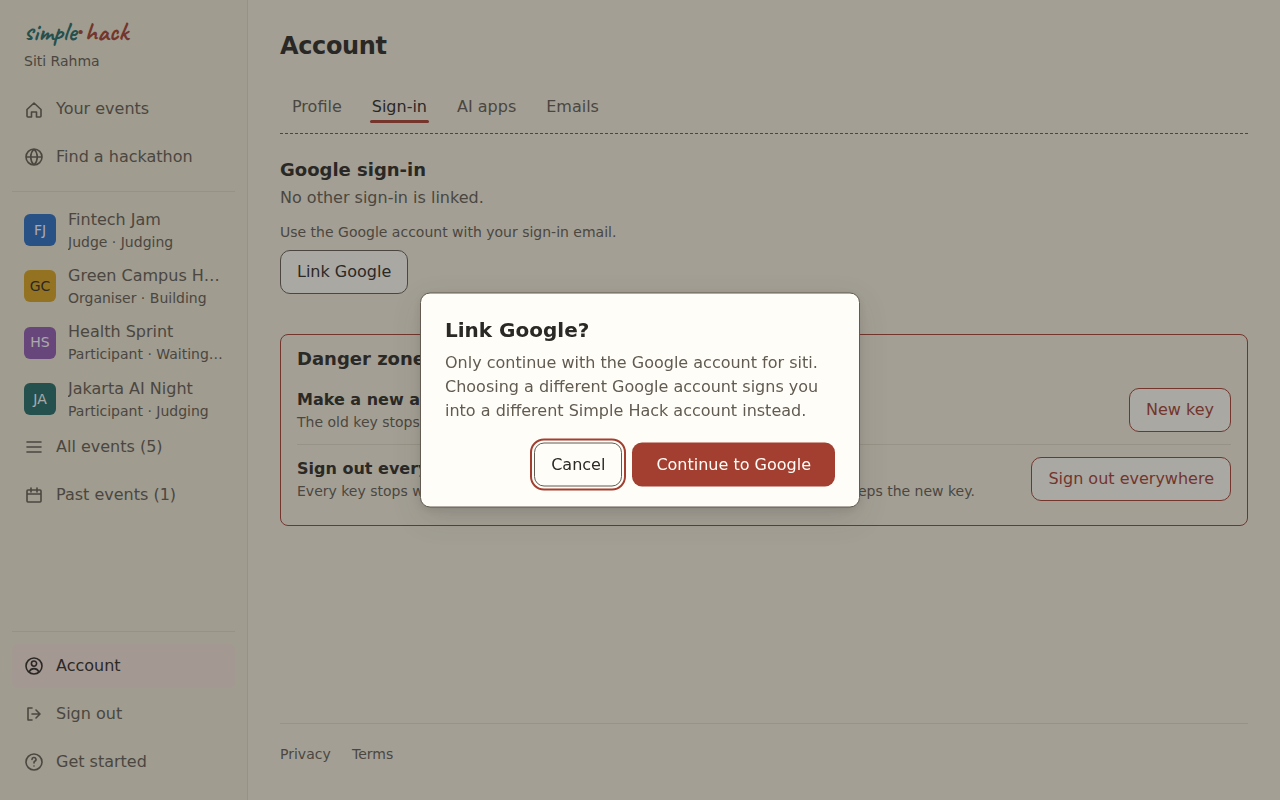 simple·hack
Siti Rahma
Your events
Find a hackathon
FJ
Fintech Jam
Judge · Judging
GC
Green Campus H…
Organiser · Building
HS
Health Sprint
Participant · Waiting…
JA
Jakarta AI Night
Participant · Judging
All events (5)
Past events (1)
Account
Sign out
Get started
Account
Profile
Sign-in
AI apps
Emails
Google sign-in
No other sign-in is linked.
Use the Google account with your sign-in email.
Link Google
Danger zone
Make a new a
The old key stops
New key
Sign out ever
Every key stops
eps the new key.
Sign out everywhere
Link Google?
Only continue with the Google account for siti.
Choosing a different Google account signs you
into a different Simple Hack account instead.
Cancel
Continue to Google
Privacy
Terms